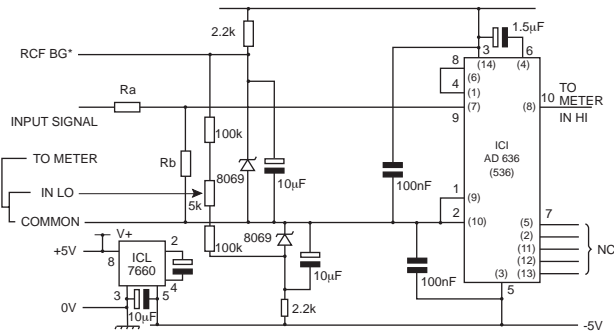 2.2k
1.5µF
RCF BG*
3
6
(14)
(4)
8
(6)
4
(1)
Ra
(7)
(8)
10
TO
METER
IN HI
INPUT SIGNAL
9
100k
ICI
AD 636
(536)
TO METER
Rb
8069
10µF
100nF
IN LO
5k
1
(9)
COMMON
2
(10)
7
(5)
(2)
(11)
(12)
(13)
NC
100k
8069
V+
+5V
8
ICL
7660
2
4
10µF
100nF
(3)
5
0V
3
5
10µF
2.2k
-5V